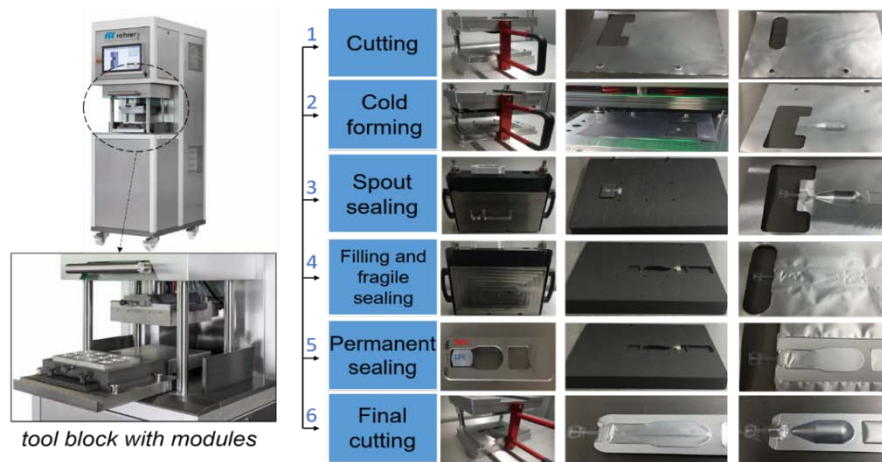 rohrer
1
Cutting
2
Cold
forming
3
Spout
sealing
4
Filling and
fragile
sealing
5
Permanent
sealing
6
Final
cutting
tool block with modules